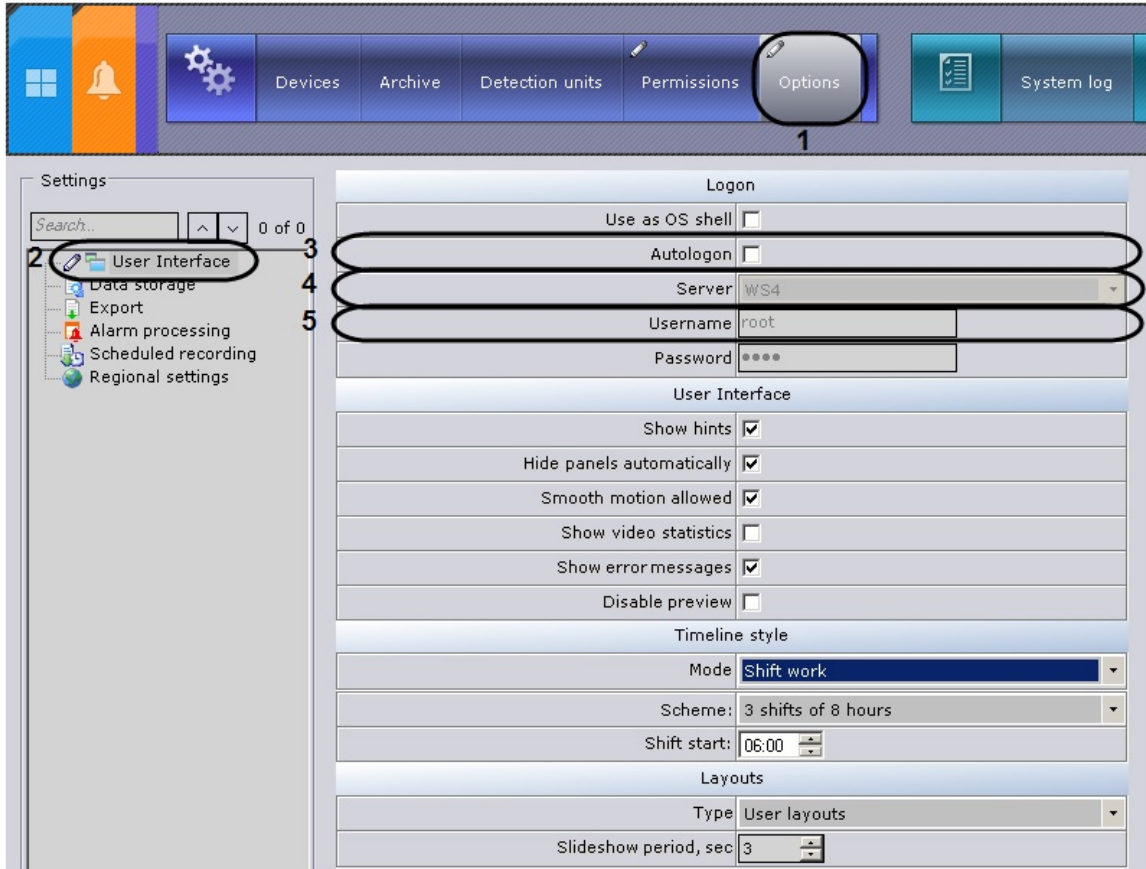 Devices Archive Detection units Permissions Options System log
1
Settings
Search... 0 of 0
2 User Interface
Data storage
Export
Alarm processing
Scheduled recording
Regional settings
Logon
Use as OS shell
3 Autologon
4 Server WS4
5 Username root
Password ••••
User Interface
Show hints
Hide panels automatically
Smooth motion allowed
Show video statistics
Show error messages
Disable preview
Timeline style
Mode Shift work
Scheme: 3 shifts of 8 hours
Shift start: 06:00
Layouts
Type User layouts
Slideshow period, sec 3